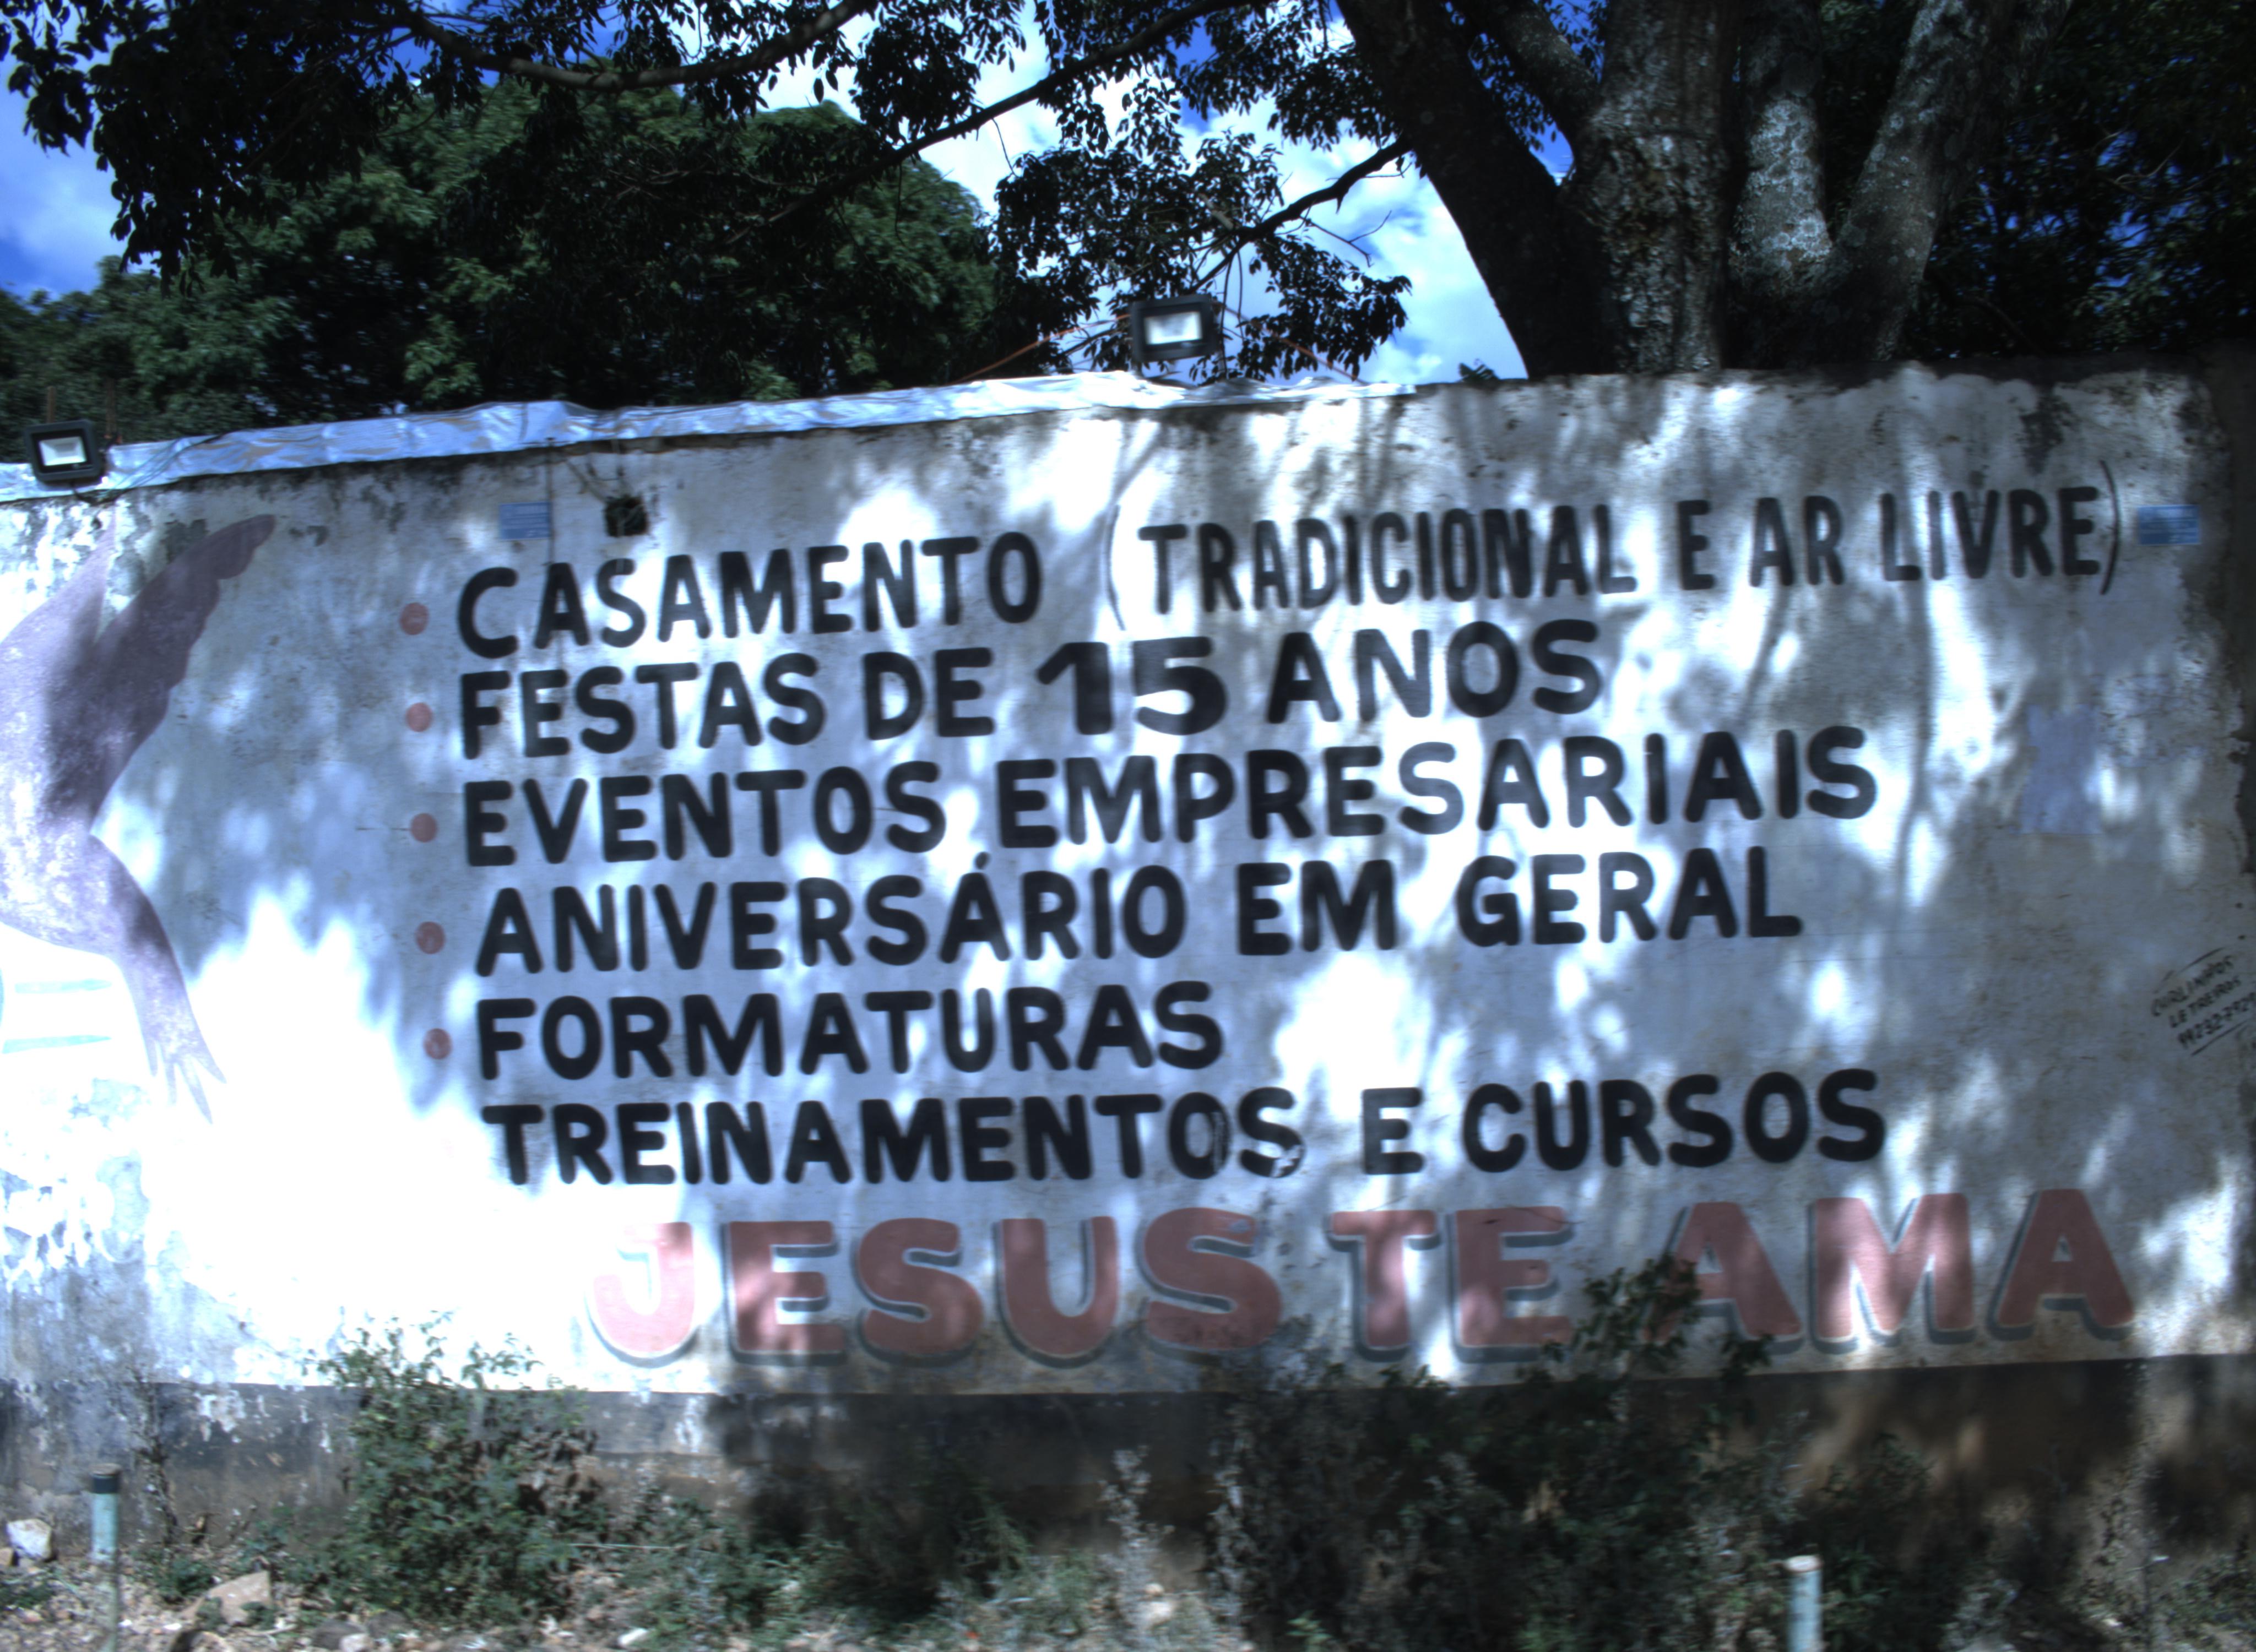 CASAMENTO (TRADICIONAL E AR LIVRE)
FESTAS DE 15 ANOS
EVENTOS EMPRESARIAIS
ANIVERSÁRIO EM GERAL
FORMATURAS
TREINAMENTOS E CURSOS
JESUS TE AMA
LETREIROS